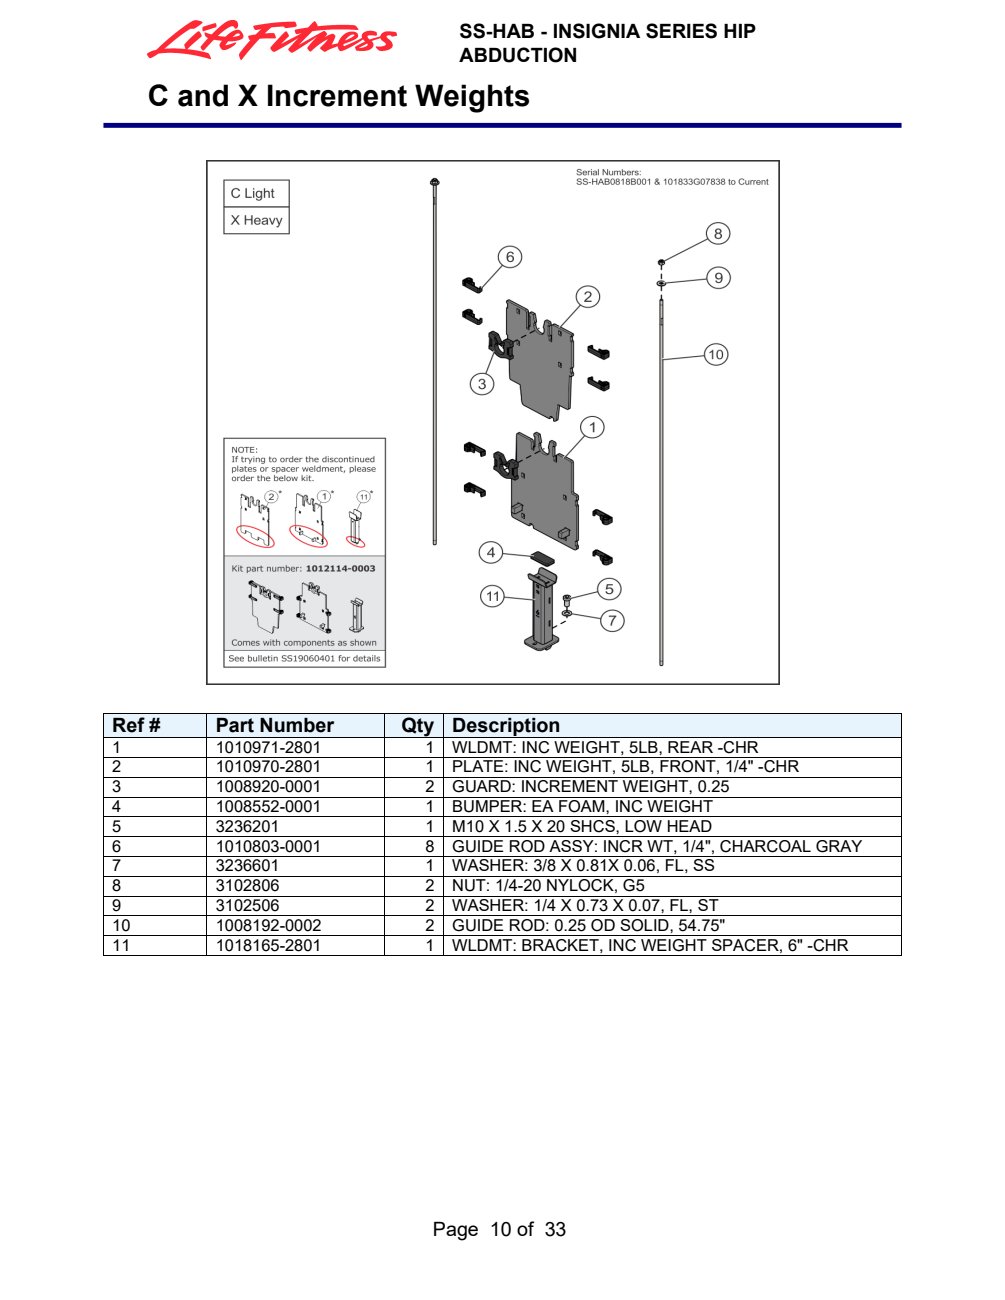 Life Fitness
SS-HAB - INSIGNIA SERIES HIP
ABDUCTION
C and X Increment Weights
Serial Numbers:
SS-HAB0818B001 & 101833G07838 to Current
C Light
X Heavy
8
6
9
2
10
3
1
NOTE:
If trying to order the discontinued
plates or spacer weldment, please
order the below kit.
2*
1*
11*
4
Kit part number: 1012114-0003
5
11
7
Comes with components as shown
See bulletin SS19060401 for details
Ref # Part Number Qty Description
1 1010971-2801 1 WLDMT: INC WEIGHT, 5LB, REAR -CHR
2 1010970-2801 1 PLATE: INC WEIGHT, 5LB, FRONT, 1/4" -CHR
3 1008920-0001 2 GUARD: INCREMENT WEIGHT, 0.25
4 1008552-0001 1 BUMPER: EA FOAM, INC WEIGHT
5 3236201 1 M10 X 1.5 X 20 SHCS, LOW HEAD
6 1010803-0001 8 GUIDE ROD ASSY: INCR WT, 1/4", CHARCOAL GRAY
7 3236601 1 WASHER: 3/8 X 0.81X 0.06, FL, SS
8 3102806 2 NUT: 1/4-20 NYLOCK, G5
9 3102506 2 WASHER: 1/4 X 0.73 X 0.07, FL, ST
10 1008192-0002 2 GUIDE ROD: 0.25 OD SOLID, 54.75"
11 1018165-2801 1 WLDMT: BRACKET, INC WEIGHT SPACER, 6" -CHR
Page 10 of 33